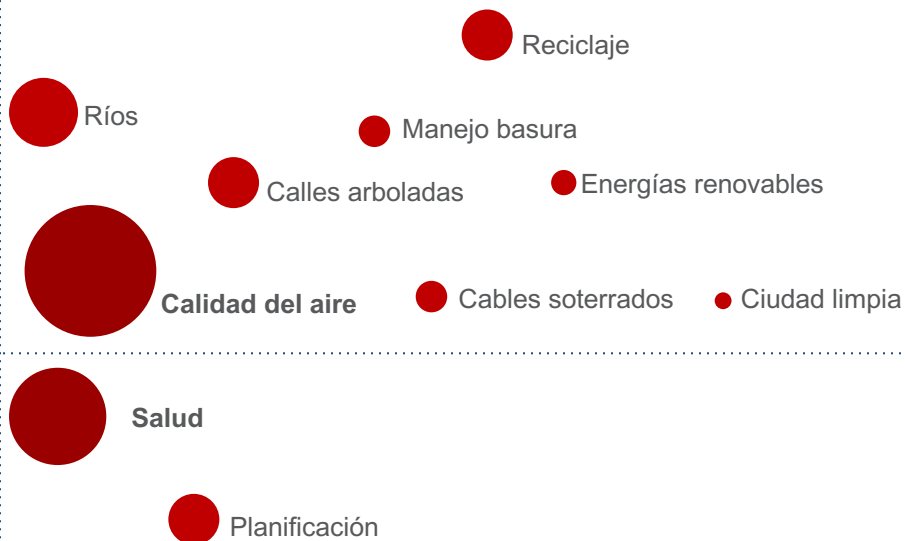 Reciclaje
Ríos
Manejo basura
Calles arboladas
Energías renovables
Calidad del aire
Cables soterrados
Ciudad limpia
Salud
Planificación